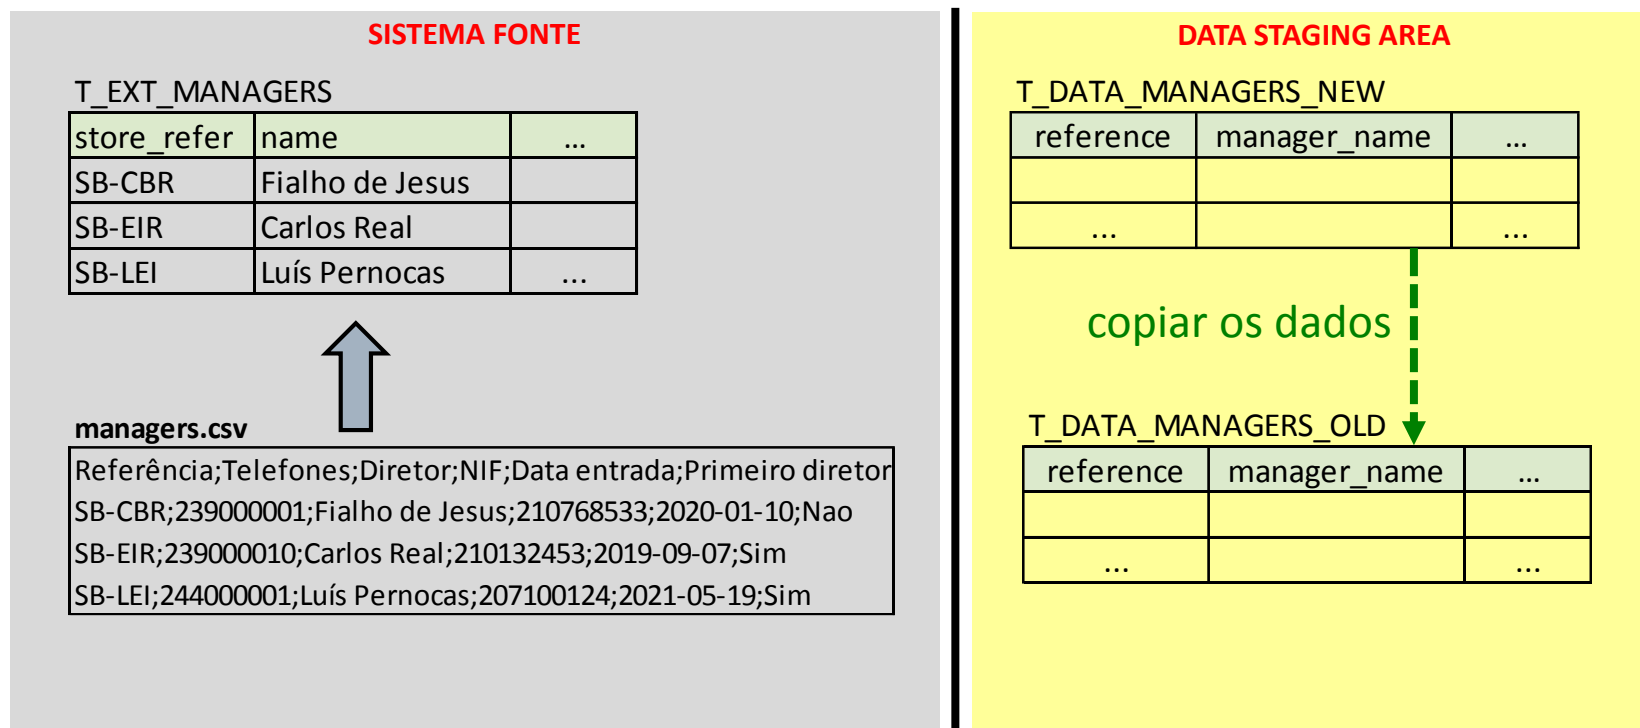 SISTEMA FONTE
T_EXT_MANAGERS
store_refer name ...
SB-CBR Fialho de Jesus
SB-EIR Carlos Real
SB-LEI Luís Pernocas ...
managers.csv
Referência;Telefones;Diretor;NIF;Data entrada;Primeiro diretor
SB-CBR;239000001;Fialho de Jesus;210768533;2020-01-10;Nao
SB-EIR;239000010;Carlos Real;210132453;2019-09-07;Sim
SB-LEI;244000001;Luís Pernocas;207100124;2021-05-19;Sim
DATA STAGING AREA
T_DATA_MANAGERS_NEW
reference manager_name ...
... ...
copiar os dados
T_DATA_MANAGERS_OLD
reference manager_name ...
... ...